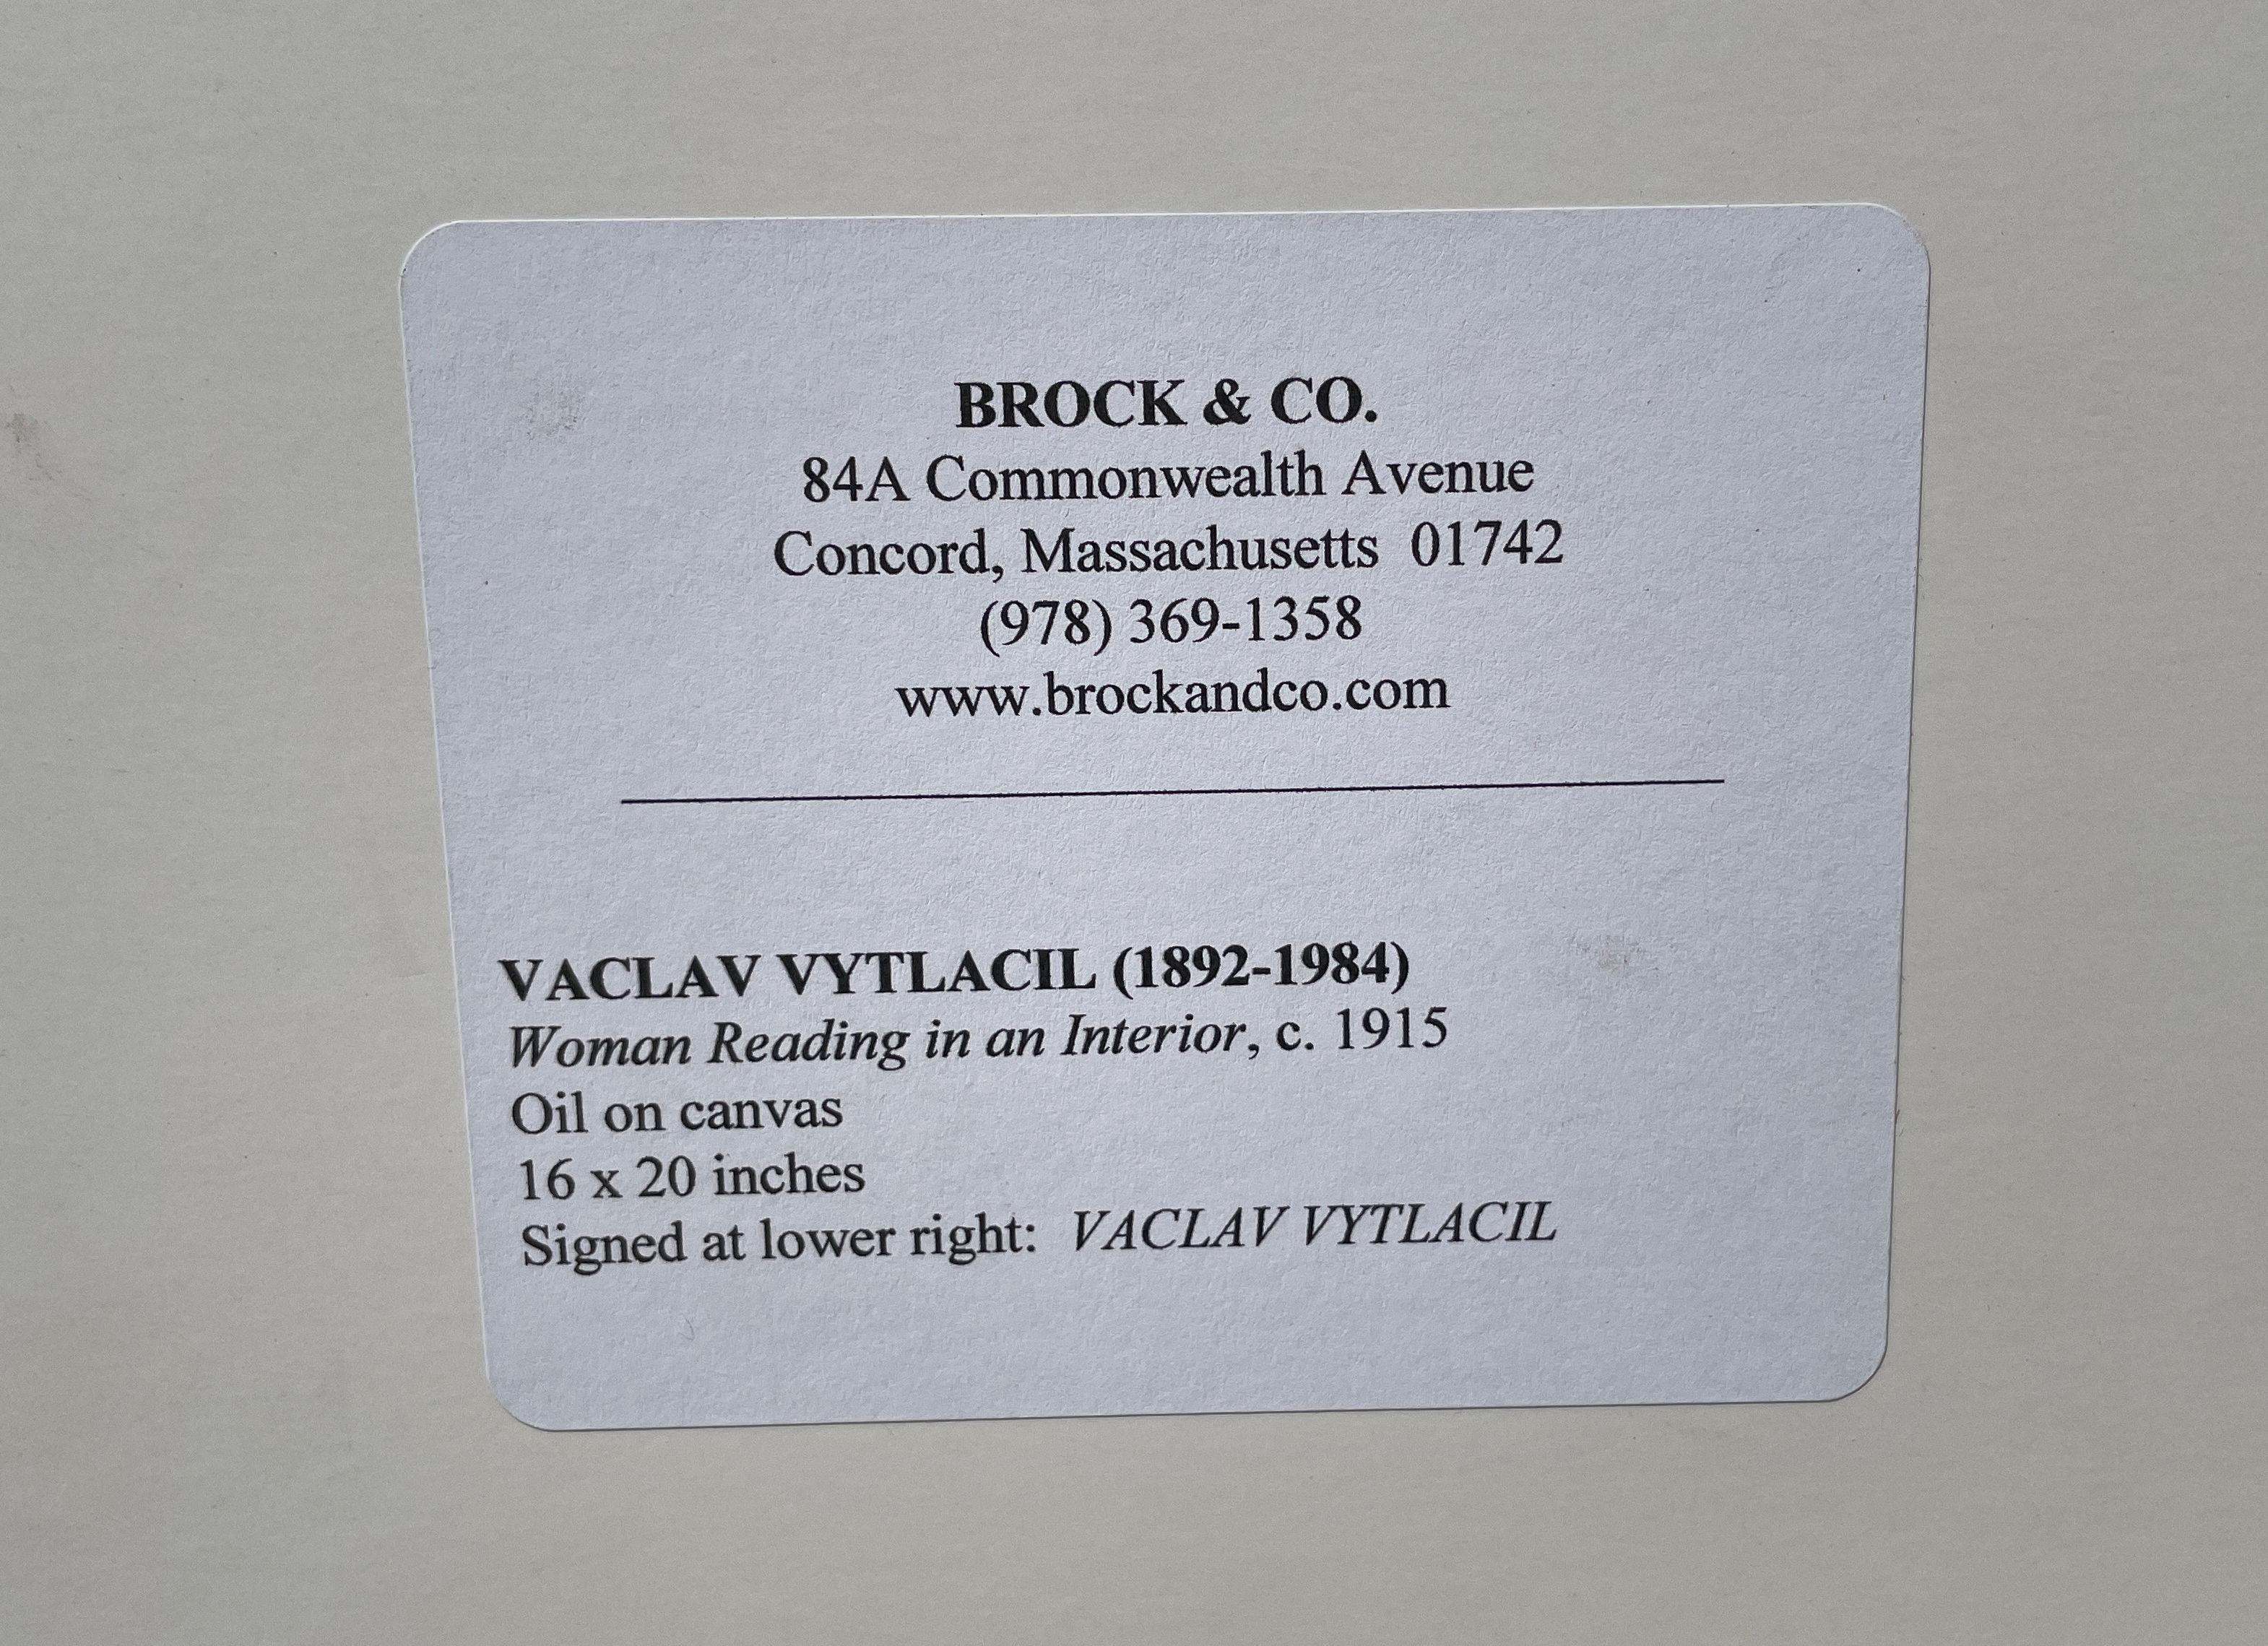 BROCK & CO.
84A Commonwealth Avenue
Concord, Massachusetts 01742
(978) 369-1358
www.brockandco.com
VACLAV VYTLACIL (1892-1984)
Woman Reading in an Interior, c. 1915
Oil on canvas
16 x 20 inches
Signed at lower right: VACLAV VYTLACIL